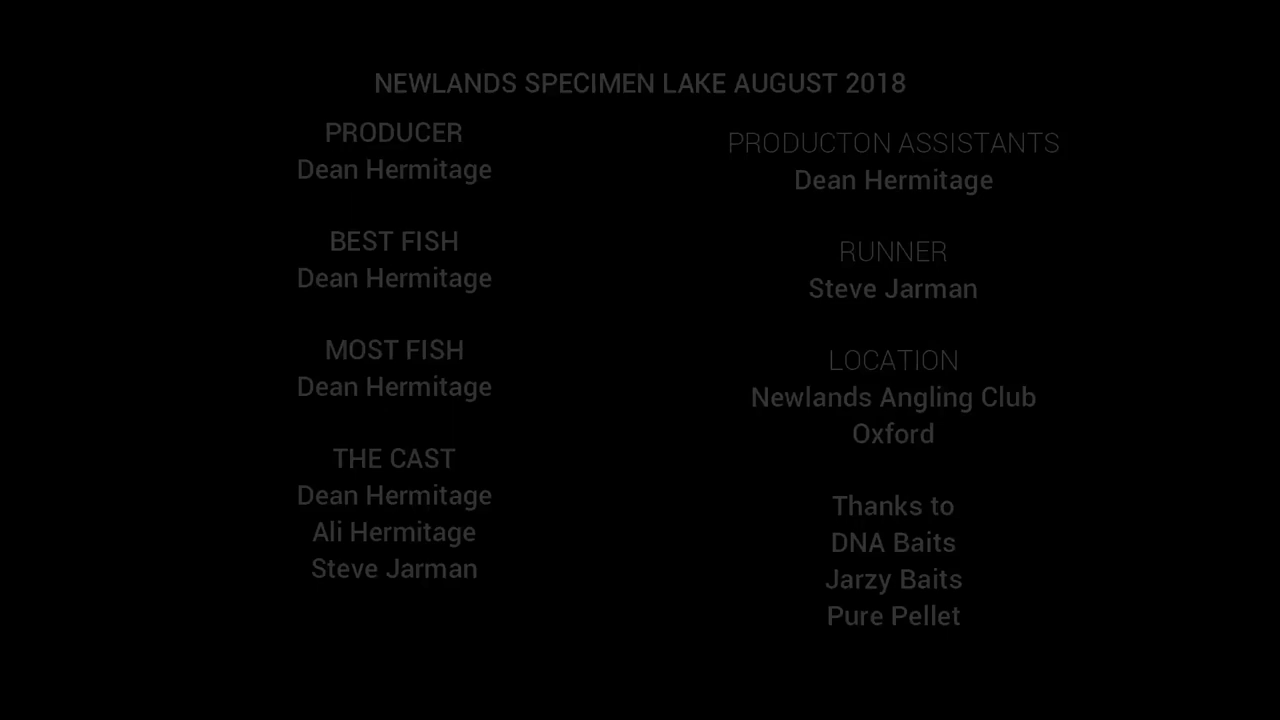 NEWLANDS SPECIMEN LAKE AUGUST 2018
PRODUCER
Dean Hermitage
BEST FISH
Dean Hermitage
MOST FISH
Dean Hermitage
THE CAST
Dean Hermitage
Ali Hermitage
Steve Jarman
PRODUCTON ASSISTANTS
Dean Hermitage
RUNNER
Steve Jarman
LOCATION
Newlands Angling Club
Oxford
Thanks to
DNA Baits
Jarzy Baits
Pure Pellet